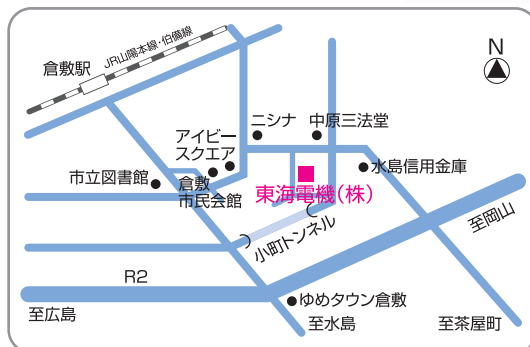 JR山陽本線・伯備線
倉敷駅
N
ニシナ
中原三法堂
アイビー
スクエア
水島信用金庫
市立図書館
倉敷
市民会館
東海電機(株)
至岡山
小町トンネル
R2
ゆめタウン倉敷
至広島
至水島
至茶屋町